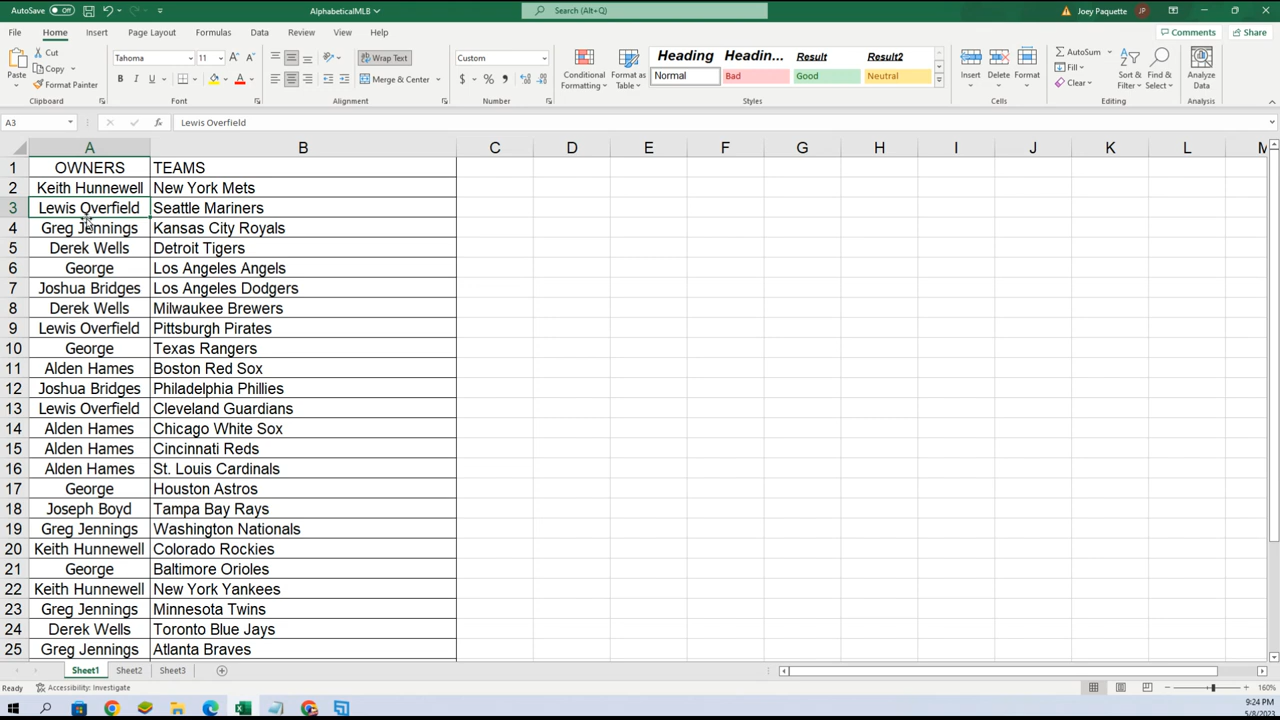 AutoSave Off AlphabeticalMLB Search (Alt+Q) Joey Paquette JP
File Home Insert Page Layout Formulas Data Review View Help Comments Share
Paste Cut Copy Format Painter Clipboard
Tahoma 11 Font
Wrap Text Merge & Center Alignment
Custom Number
Conditional Formatting Format as Table
Heading Headin... Result Result2
Normal Bad Good Neutral Styles
Insert Delete Format Cells
AutoSum Fill Clear Sort & Filter Find & Select Editing
Analyze Data Analysis
A3 Lewis Overfield
A B C D E F G H I J K L M
1 OWNERS TEAMS
2 Keith Hunnewell New York Mets
3 Lewis Overfield Seattle Mariners
4 Greg Jennings Kansas City Royals
5 Derek Wells Detroit Tigers
6 George Los Angeles Angels
7 Joshua Bridges Los Angeles Dodgers
8 Derek Wells Milwaukee Brewers
9 Lewis Overfield Pittsburgh Pirates
10 George Texas Rangers
11 Alden Hames Boston Red Sox
12 Joshua Bridges Philadelphia Phillies
13 Lewis Overfield Cleveland Guardians
14 Alden Hames Chicago White Sox
15 Alden Hames Cincinnati Reds
16 Alden Hames St. Louis Cardinals
17 George Houston Astros
18 Joseph Boyd Tampa Bay Rays
19 Greg Jennings Washington Nationals
20 Keith Hunnewell Colorado Rockies
21 George Baltimore Orioles
22 Keith Hunnewell New York Yankees
23 Greg Jennings Minnesota Twins
24 Derek Wells Toronto Blue Jays
25 Greg Jennings Atlanta Braves
Sheet1 Sheet2 Sheet3
Ready Accessibility: Investigate 160%
9:24 PM
5/8/2023